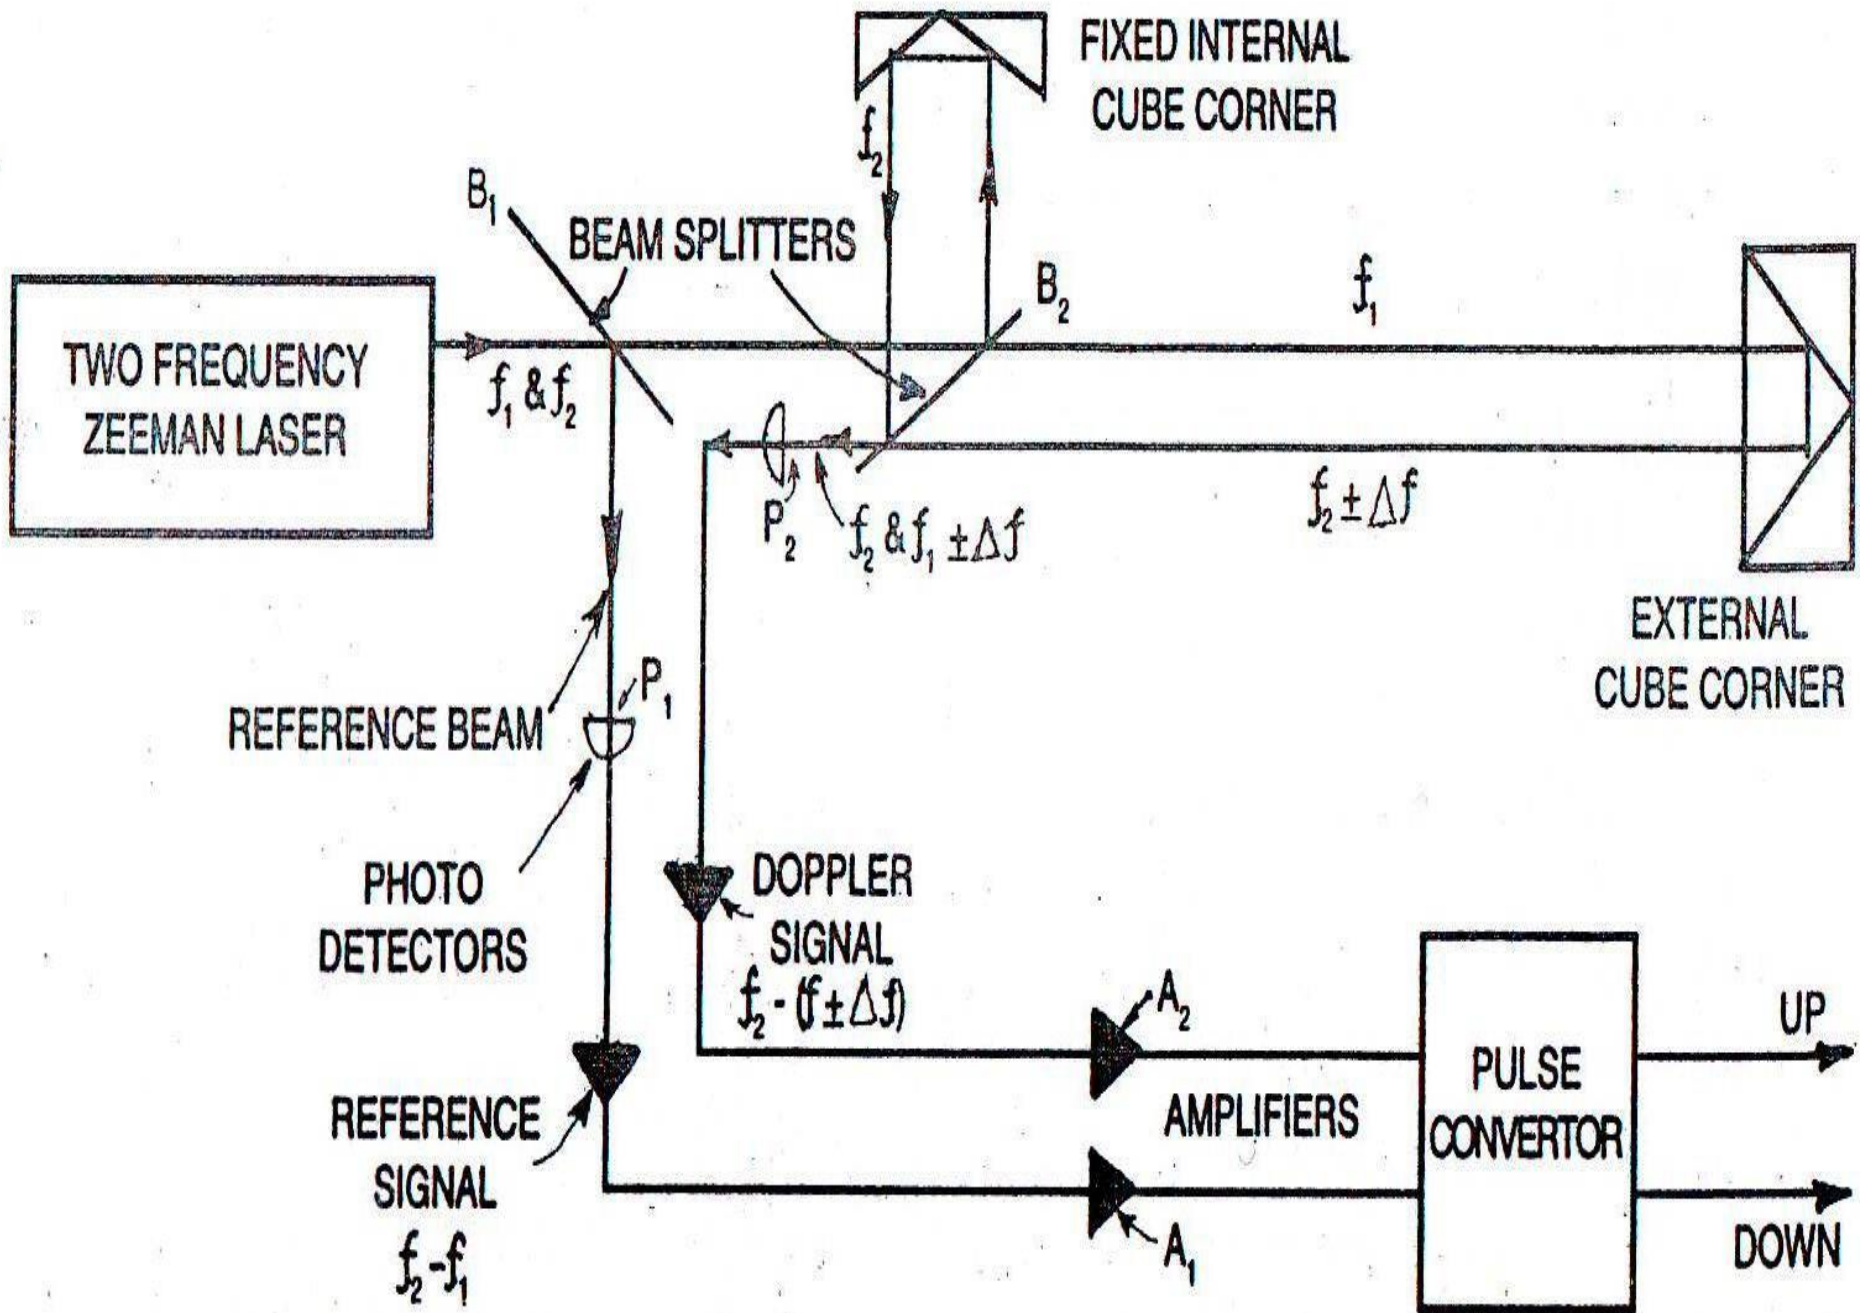 FIXED INTERNAL
CUBE CORNER
f₂
B₁
BEAM SPLITTERS
B₂
f₁
TWO FREQUENCY
ZEEMAN LASER
f₁ & f₂
P₂
f₂ & f₁ ± Δf
f₂ ± Δf
EXTERNAL
CUBE CORNER
REFERENCE BEAM
P₁
PHOTO
DETECTORS
DOPPLER
SIGNAL
f₂ - (f ± Δf)
A₂
UP
PULSE
CONVERTOR
AMPLIFIERS
REFERENCE
SIGNAL
f₂-f₁
A₁
DOWN